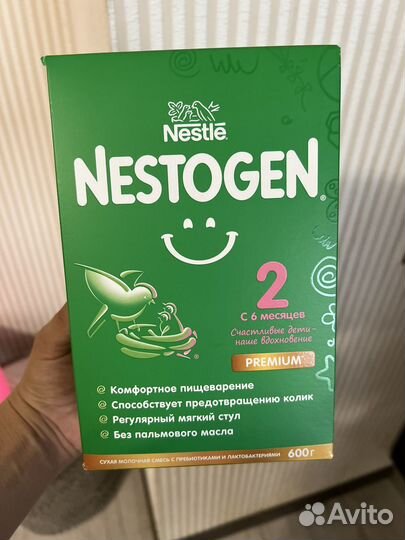 Nestlé
NESTOGEN®
2
С 6 месяцев
Счастливые дети –
наше вдохновение
PREMIUM
Комфортное пищеварение
Способствует предотвращению колик
Регулярный мягкий стул
Без пальмового масла
СУХАЯ МОЛОЧНАЯ СМЕСЬ С ПРЕБИОТИКАМИ И ЛАКТОБАКТЕРИЯМИ 600 г
Avito